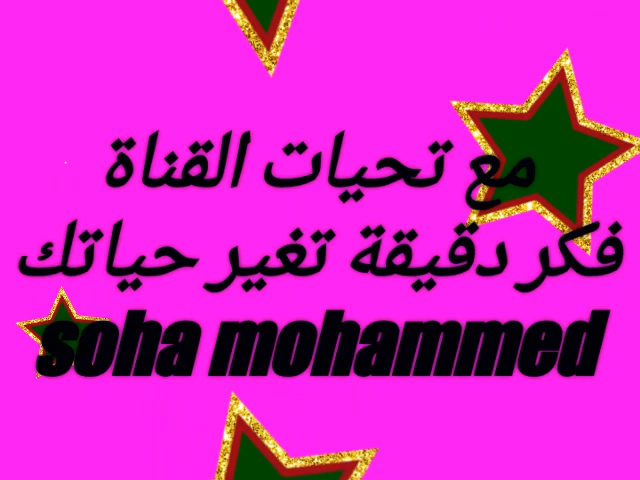 مع تحيات القناة
فكر دقيقة تغير حياتك
soha mohammed